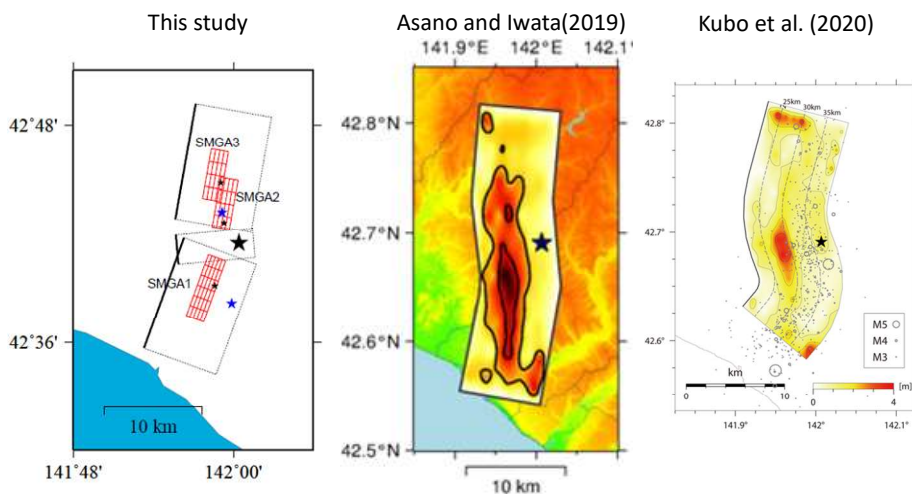 This study
Asano and Iwata(2019)
Kubo et al. (2020)
42˚48'
42˚36'
141˚48'
142˚00'
SMGA3
SMGA2
SMGA1
10 km
141.9°E
142°E
142.1°
42.8°N
42.7°N
42.6°N
42.5°N
10 km
25km
30km
35km
42.8˚
42.7˚
42.6˚
141.9˚
142˚
142.1˚
M5
M4
M3
km
0
10
[m]
0
4